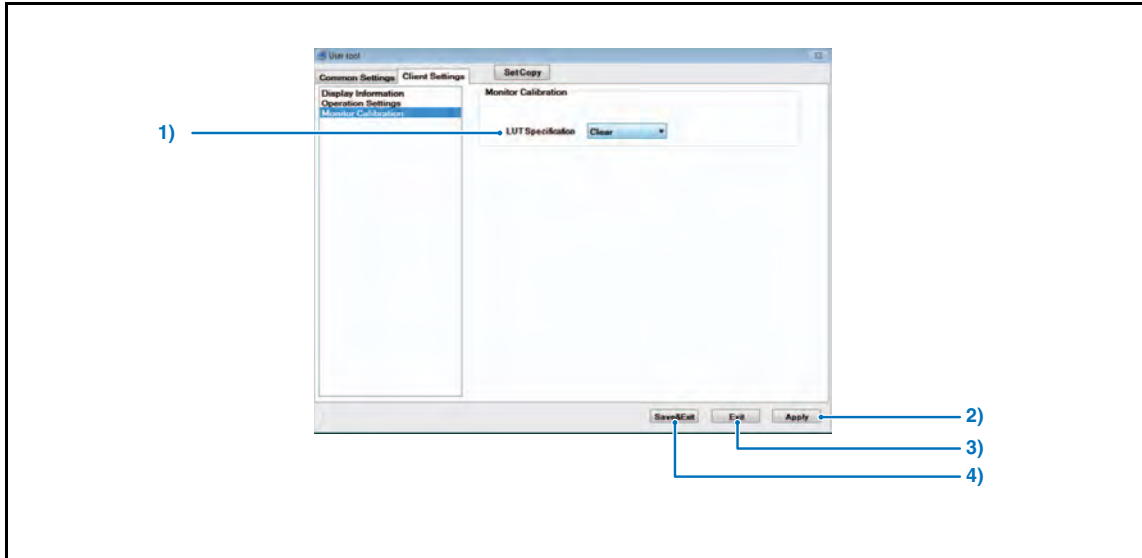 User tool
Common Settings Client Settings SetCopy
Display Information
Operation Settings
Monitor Calibration
Monitor Calibration
1)
LUT Specification Clear
Save&Exit Exit Apply
2)
3)
4)